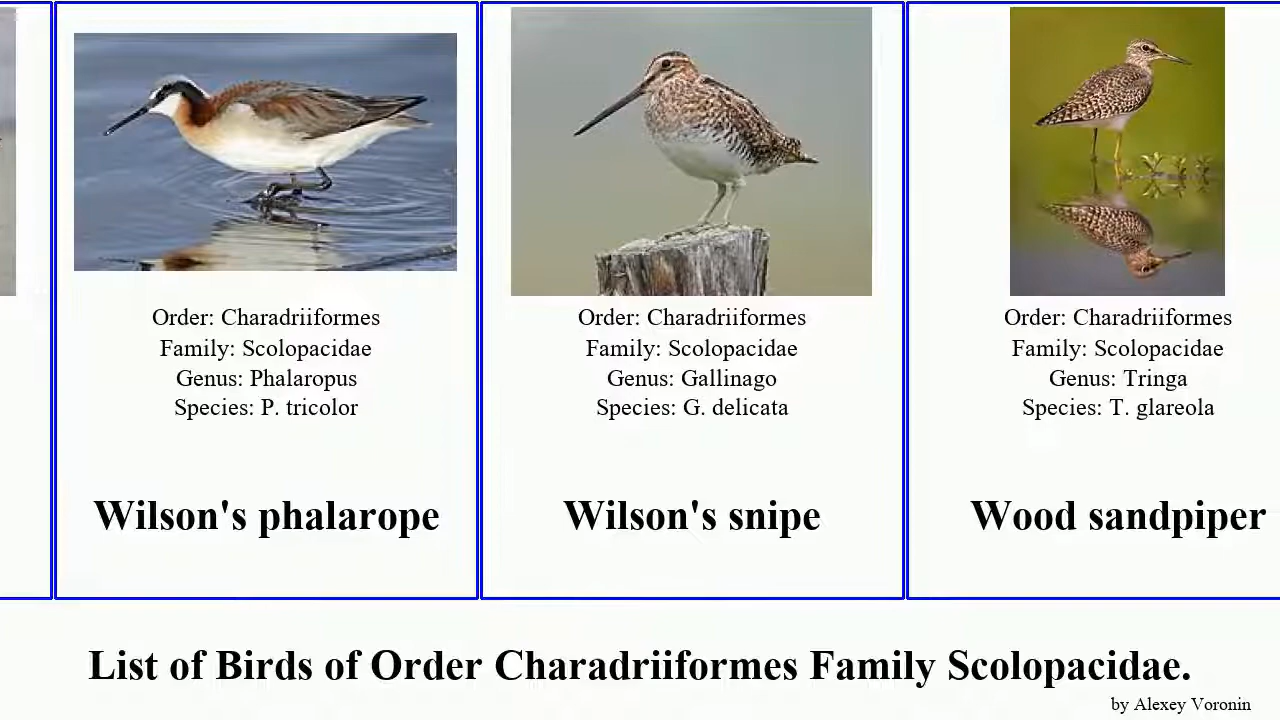 Order: Charadriiformes
Family: Scolopacidae
Genus: Phalaropus
Species: P. tricolor
Wilson's phalarope
Order: Charadriiformes
Family: Scolopacidae
Genus: Gallinago
Species: G. delicata
Wilson's snipe
Order: Charadriiformes
Family: Scolopacidae
Genus: Tringa
Species: T. glareola
Wood sandpiper
List of Birds of Order Charadriiformes Family Scolopacidae.
by Alexey Voronin